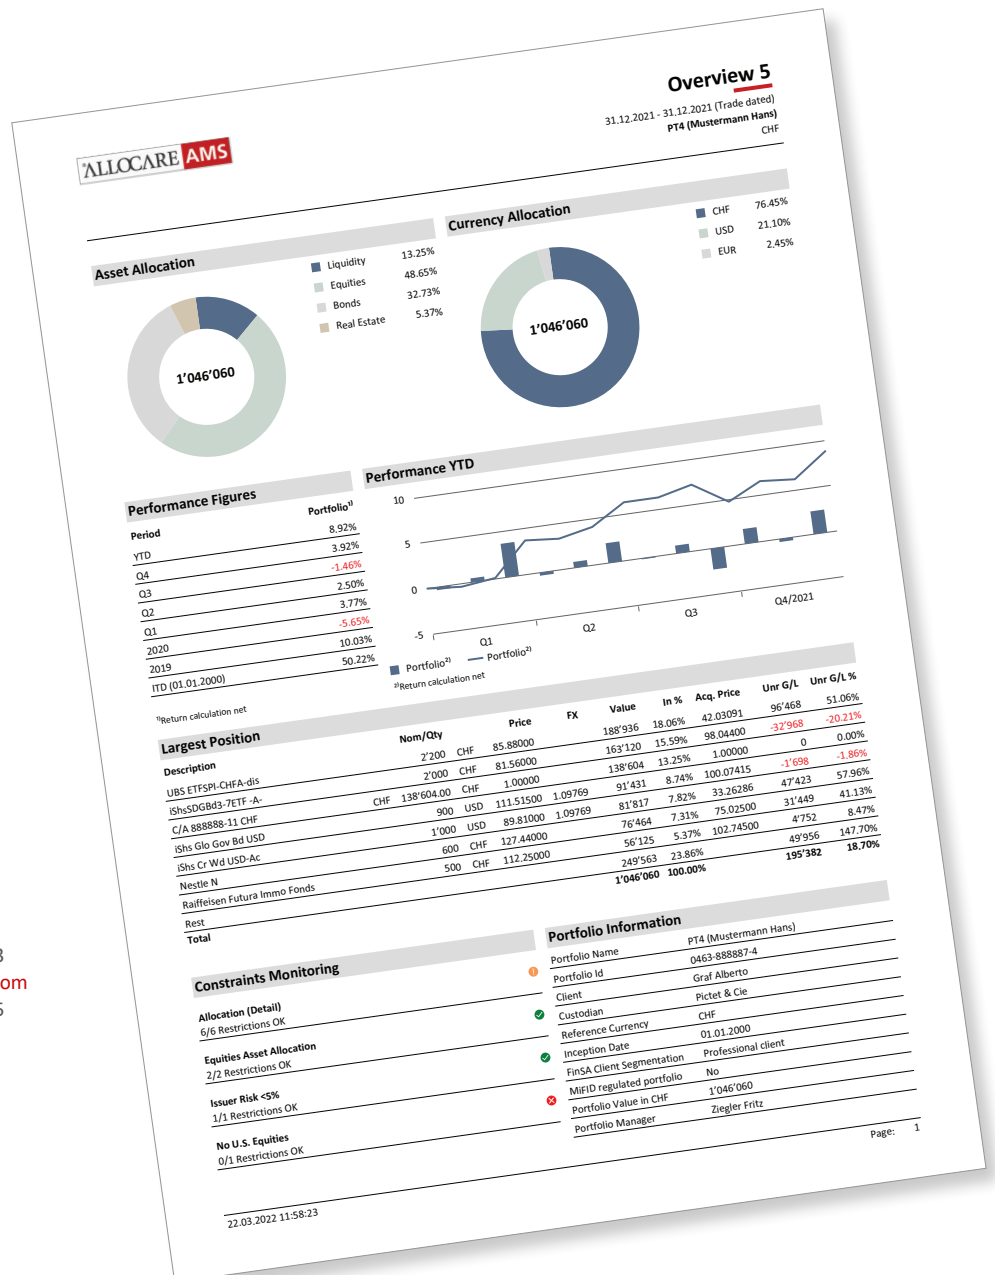 Overview 5
31.12.2021 - 31.12.2021 (Trade dated)
PT4 (Mustermann Hans)
CHF
ALLOCARE AMS
Asset Allocation
Liquidity 13.25%
Equities 48.65%
Bonds 32.73%
Real Estate 5.37%
1’046’060
Currency Allocation
CHF 76.45%
USD 21.10%
EUR 2.45%
1’046’060
Performance Figures
Period Portfolio¹⁾
YTD 8.92%
Q4 3.92%
Q3 -1.46%
Q2 2.50%
Q1 3.77%
2020 -5.65%
2019 10.03%
ITD (01.01.2000) 50.22%
¹⁾Return calculation net
Performance YTD
10
5
0
-5
Q1 Q2 Q3 Q4/2021
Portfolio²⁾ Portfolio²⁾
²⁾Return calculation net
Largest Position
Description Nom/Qty Price FX Value In % Acq. Price Unr G/L Unr G/L %
UBS ETFSPI-CHFA-dis 2’200 CHF 85.88000 188’936 18.06% 42.03091 96’468 51.06%
iShsSDGBd3-7ETF -A- 2’000 CHF 81.56000 163’120 15.59% 98.04400 -32’968 -20.21%
C/A 888888-11 CHF CHF 138’604.00 CHF 1.00000 138’604 13.25% 1.00000 0 0.00%
iShs Glo Gov Bd USD 900 USD 111.51500 1.09769 91’431 8.74% 100.07415 -1’698 -1.86%
iShs Cr Wd USD-Ac 1’000 USD 89.81000 1.09769 81’817 7.82% 33.26286 47’423 57.96%
Nestle N 600 CHF 127.44000 76’464 7.31% 75.02500 31’449 41.13%
Raiffeisen Futura Immo Fonds 500 CHF 112.25000 56’125 5.37% 102.74500 4’752 8.47%
Rest 249’563 23.86% 49’956 147.70%
Total 1’046’060 100.00% 195’382 18.70%
Constraints Monitoring
Allocation (Detail)
6/6 Restrictions OK
Equities Asset Allocation
2/2 Restrictions OK
Issuer Risk <5%
1/1 Restrictions OK
No U.S. Equities
0/1 Restrictions OK
Portfolio Information
Portfolio Name PT4 (Mustermann Hans)
Portfolio Id 0463-888887-4
Client Graf Alberto
Custodian Pictet & Cie
Reference Currency CHF
Inception Date 01.01.2000
FinSA Client Segmentation Professional client
MiFID regulated portfolio No
Portfolio Value in CHF 1’046’060
Portfolio Manager Ziegler Fritz
Page: 1
22.03.2022 11:58:23
om